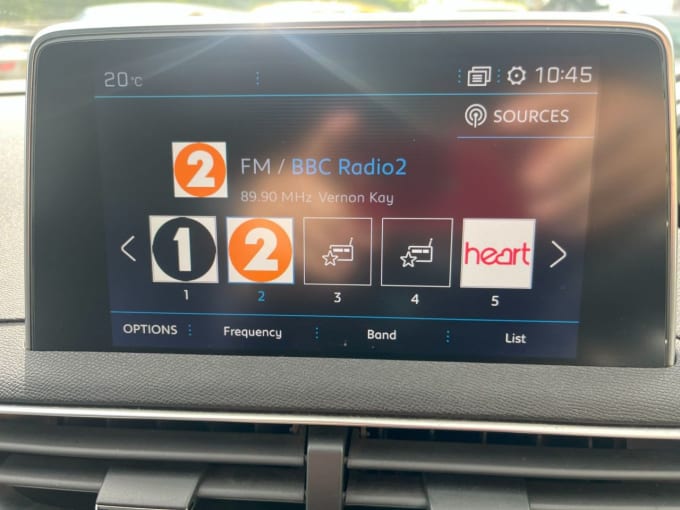 20°C 10:45
SOURCES
2 FM / BBC Radio2
89.90 MHz Vernon Kay
1 2 heart
1 2 3 4 5
OPTIONS Frequency Band List